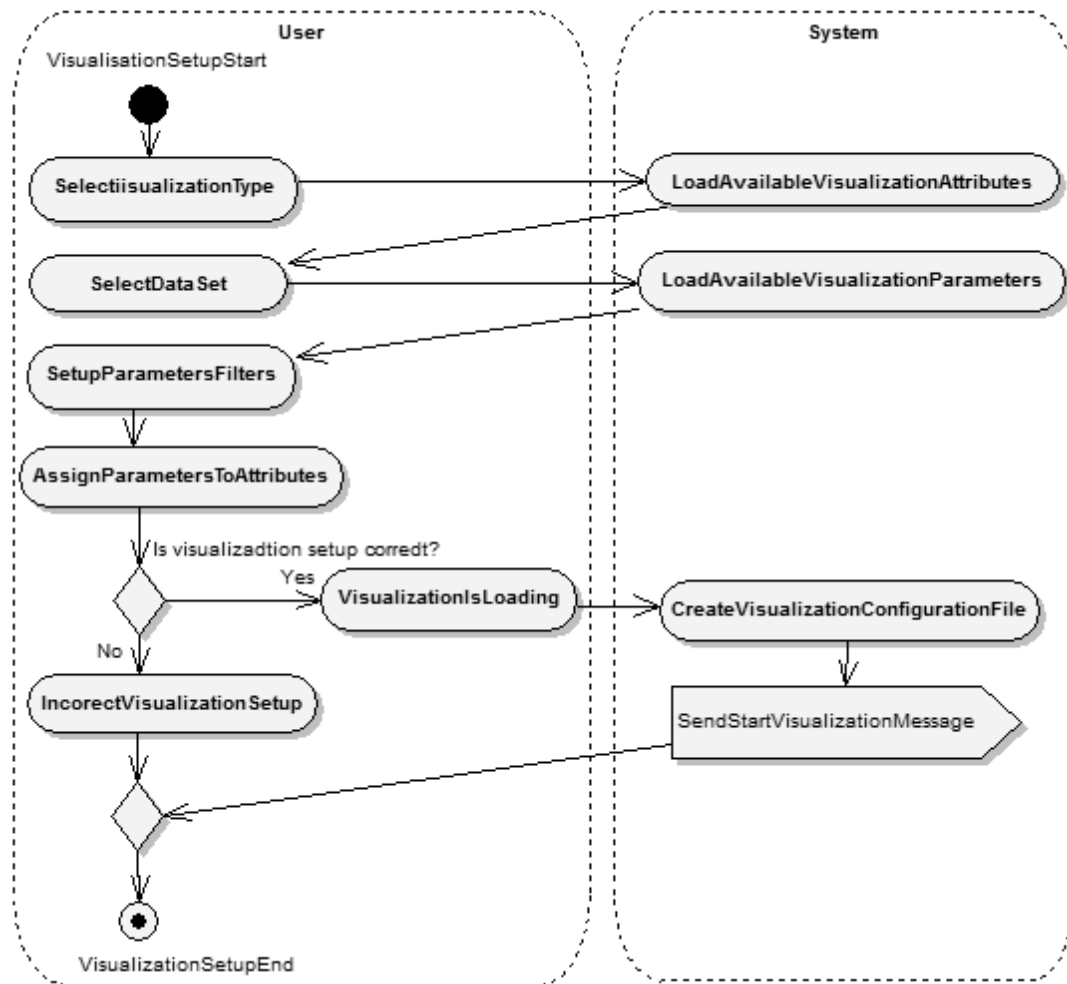 User
System
VisualisationSetupStart
SelectiisualizationType
LoadAvailableVisualizationAttributes
SelectDataSet
LoadAvailableVisualizationParameters
SetupParametersFilters
AssignParametersToAttributes
Is visualizadtion setup corredt?
Yes
VisualizationIsLoading
CreateVisualizationConfigurationFile
No
IncorectVisualizationSetup
SendStartVisualizationMessage
VisualizationSetupEnd